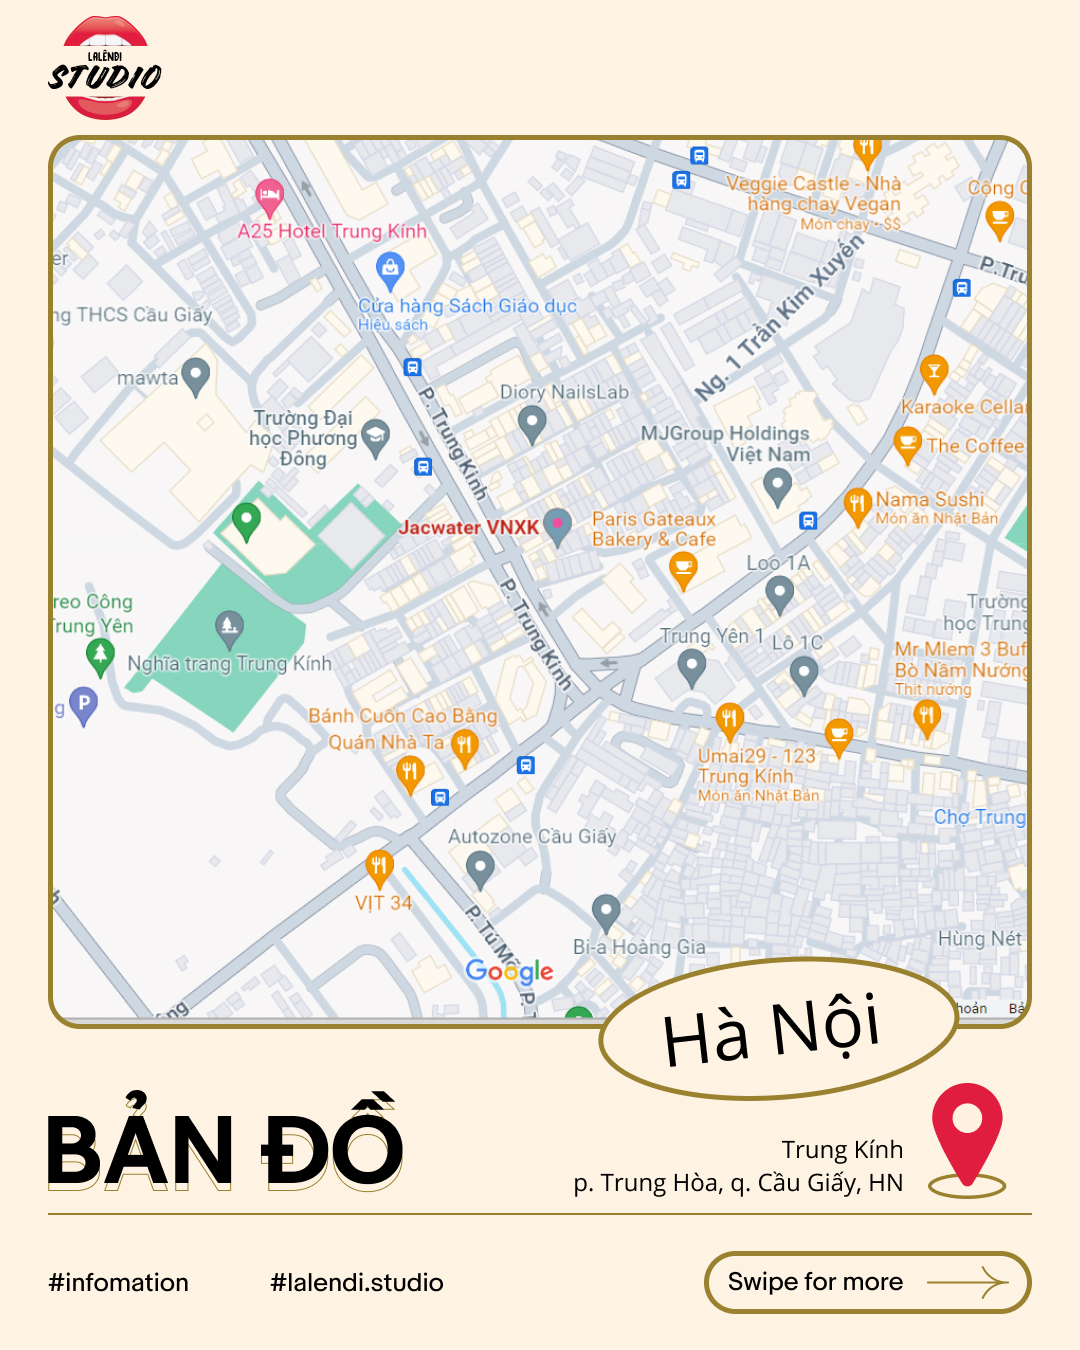 LALÊNDI
STUDIO
Veggie Castle - Nhà
hàng chay Vegan
Món chay • $$
Công C
A25 Hotel Trung Kính
P. Tru
er
Cửa hàng Sách Giáo dục
Hiệu sách
ng THCS Cầu Giấy
Ng. 1 Trần Kim Xuyến
mawta
Diory NailsLab
P. Trung Kính
Karaoke Cellar
Trường Đại
học Phương
Đông
MJGroup Holdings
Việt Nam
The Coffee
Nama Sushi
Món ăn Nhật Bản
Jacwater VNXK
Paris Gateaux
Bakery & Cafe
Loo 1A
P. Trung Kính
reo Công
Trung Yên
Trường
học Trung
Trung Yên 1
Lô 1C
Nghĩa trang Trung Kính
Mr Mlem 3 Buf
Bò Nầm Nướng
Thịt nướng
P
g
Bánh Cuốn Cao Bằng
Quán Nhà Ta
Umai29 - 123
Trung Kính
Món ăn Nhật Bản
Chợ Trung
Autozone Cầu Giấy
VỊT 34
P. Tú Mỡ
Bi-a Hoàng Gia
Hùng Nét
Google
P. T
ng
hoản
Bả
Hà Nội
BẢN ĐỒ
Trung Kính
p. Trung Hòa, q. Cầu Giấy, HN
#infomation
#lalendi.studio
Swipe for more